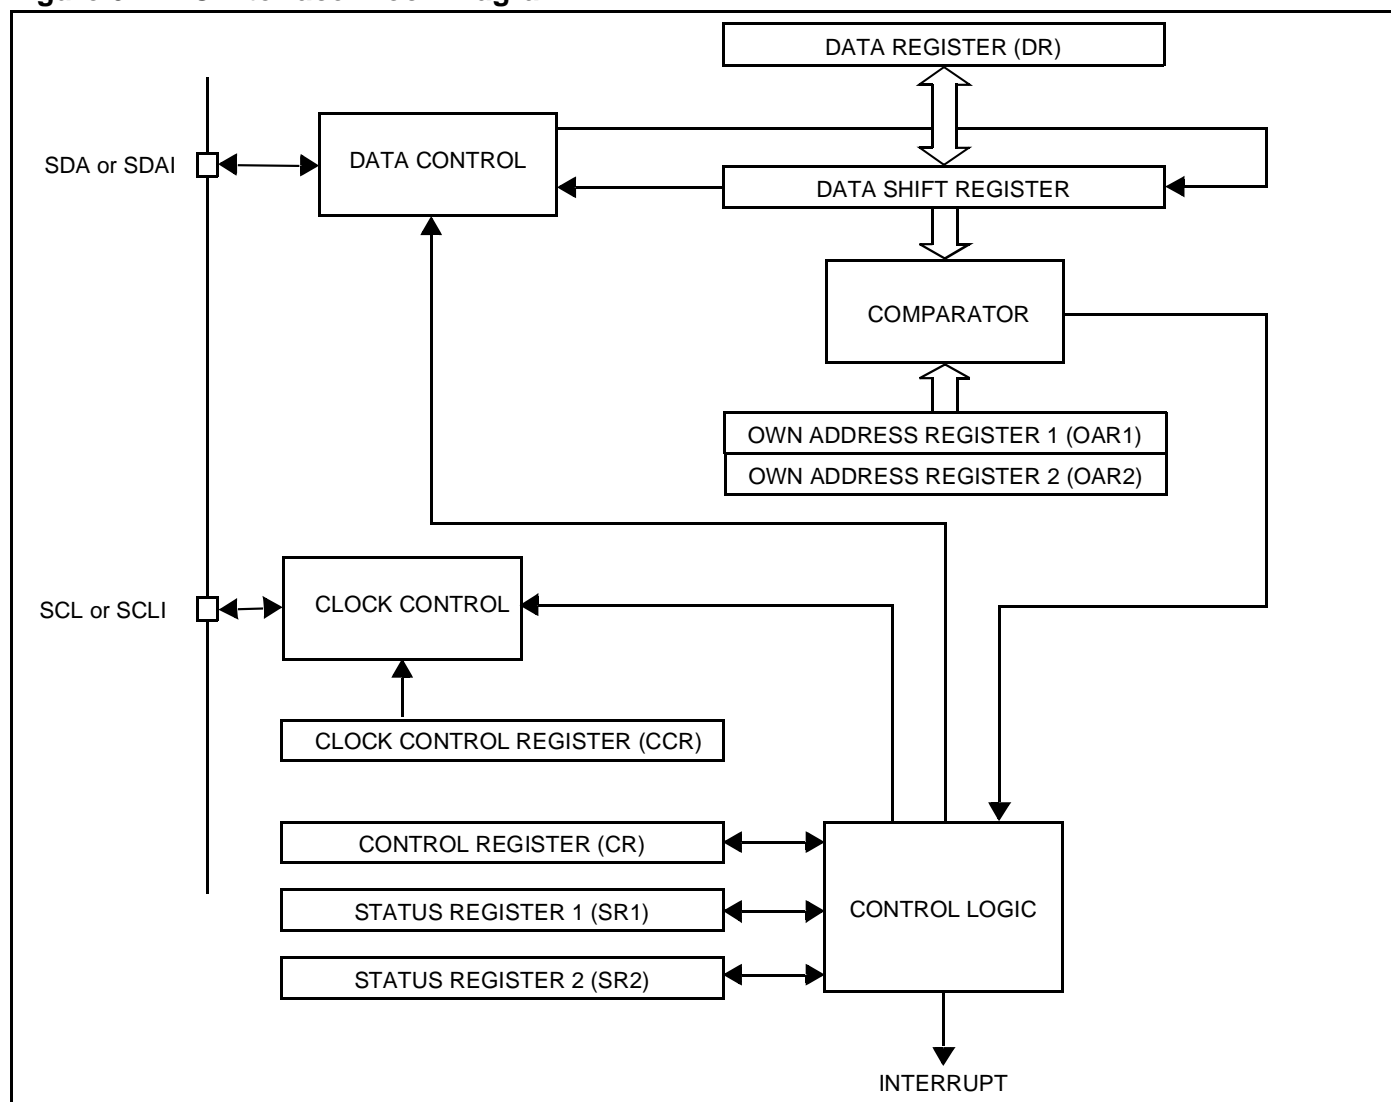 DATA REGISTER (DR)
SDA or SDAI
DATA CONTROL
DATA SHIFT REGISTER
COMPARATOR
OWN ADDRESS REGISTER 1 (OAR1)
OWN ADDRESS REGISTER 2 (OAR2)
SCL or SCLI
CLOCK CONTROL
CLOCK CONTROL REGISTER (CCR)
CONTROL REGISTER (CR)
STATUS REGISTER 1 (SR1)
CONTROL LOGIC
STATUS REGISTER 2 (SR2)
INTERRUPT